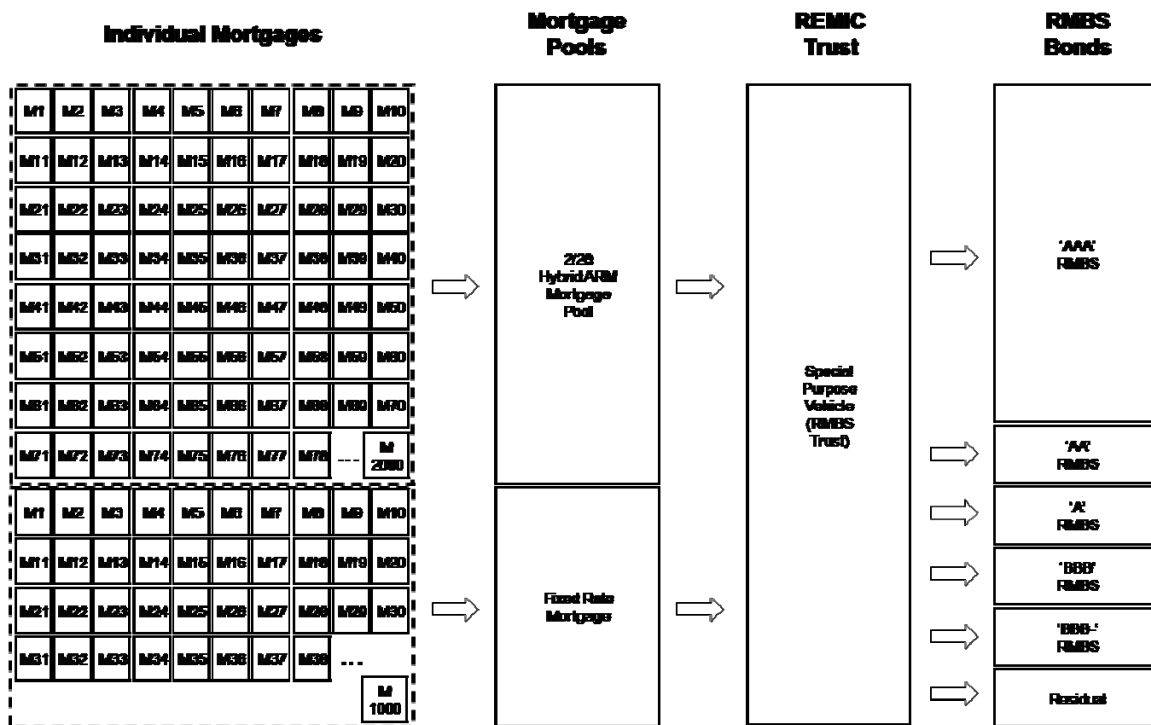 Individual Mortgages
Mortgage
Pools
REMIC
Trust
RMBS
Bonds
M1 M2 M3 M4 M5 M6 M7 M8 M9 M10
M11 M12 M13 M14 M15 M16 M17 M18 M19 M20
M21 M22 M23 M24 M25 M26 M27 M28 M29 M30
M31 M32 M33 M34 M35 M36 M37 M38 M39 M40
M41 M42 M43 M44 M45 M46 M47 M48 M49 M50
M51 M52 M53 M54 M55 M56 M57 M58 M59 M60
M61 M62 M63 M64 M65 M66 M67 M68 M69 M70
M71 M72 M73 M74 M75 M76 M77 M78 ...
M
2000
M1 M2 M3 M4 M5 M6 M7 M8 M9 M10
M11 M12 M13 M14 M15 M16 M17 M18 M19 M20
M21 M22 M23 M24 M25 M26 M27 M28 M29 M30
M31 M32 M33 M34 M35 M36 M37 M38 ...
M
1000
2/28
Hybrid ARM
Mortgage
Pool
Fixed Rate
Mortgage
Special
Purpose
Vehicle
(RMBS
Trust)
'AAA'
RMBS
'AA'
RMBS
'A'
RMBS
'BBB'
RMBS
'BBB-'
RMBS
Residual